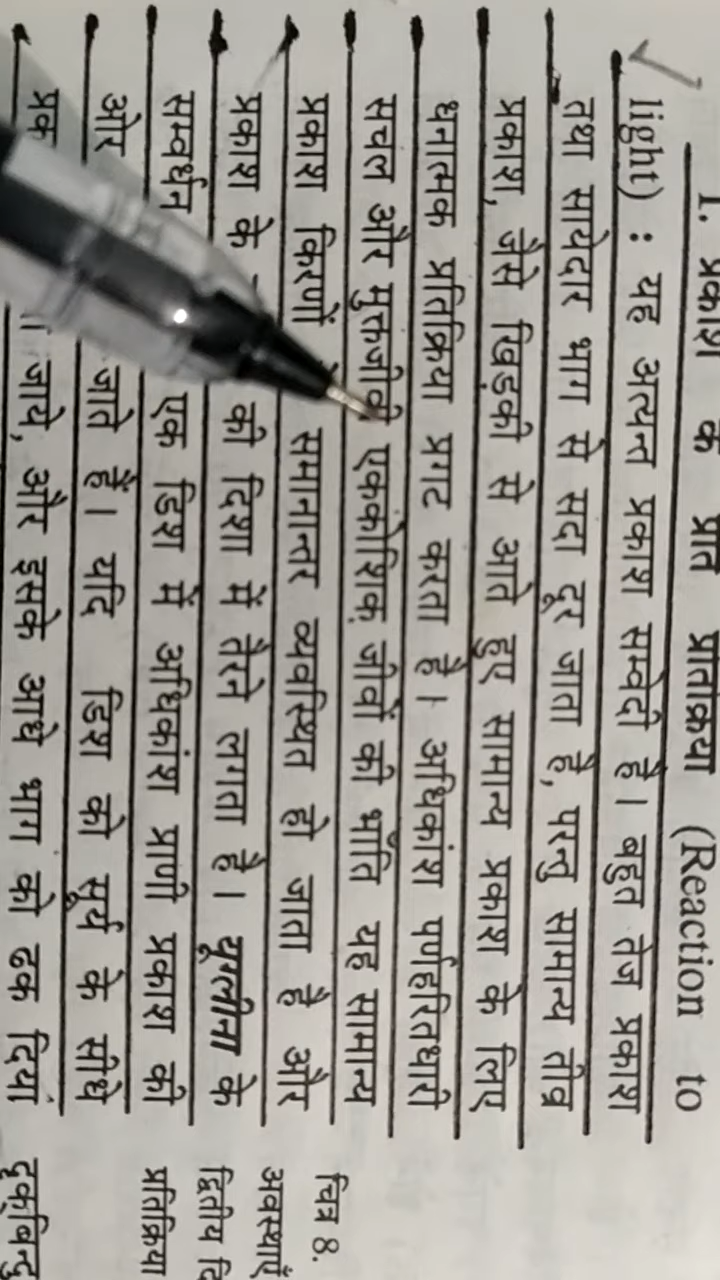 1. प्रकाश के प्रति प्रतिक्रिया (Reaction to
light) : यह अत्यन्त प्रकाश सम्वेदी है। बहुत तेज प्रकाश
तथा सायेदार भाग से सदा दूर जाता है, परन्तु सामान्य तीव्र
प्रकाश, जैसे खिड़की से आते हुए सामान्य प्रकाश के लिए
धनात्मक प्रतिक्रिया प्रगट करता है। अधिकांश पर्णहरितधारी
सचल और मुक्तजीवी एककोशिक जीवों की भाँति यह सामान्य
प्रकाश किरणों समानान्तर व्यवस्थित हो जाता है और
प्रकाश के की दिशा में तैरने लगता है। यूग्लीना के
सम्वर्धन एक डिश में अधिकांश प्राणी प्रकाश की
और जाते हैं। यदि डिश को सूर्य के सीधे
जाये, और इसके आधे भाग को ढक दिया
चित्र 8.
अवस्थाएँ
द्वितीय
प्रतिक्रिया
दृक्बिन्दु